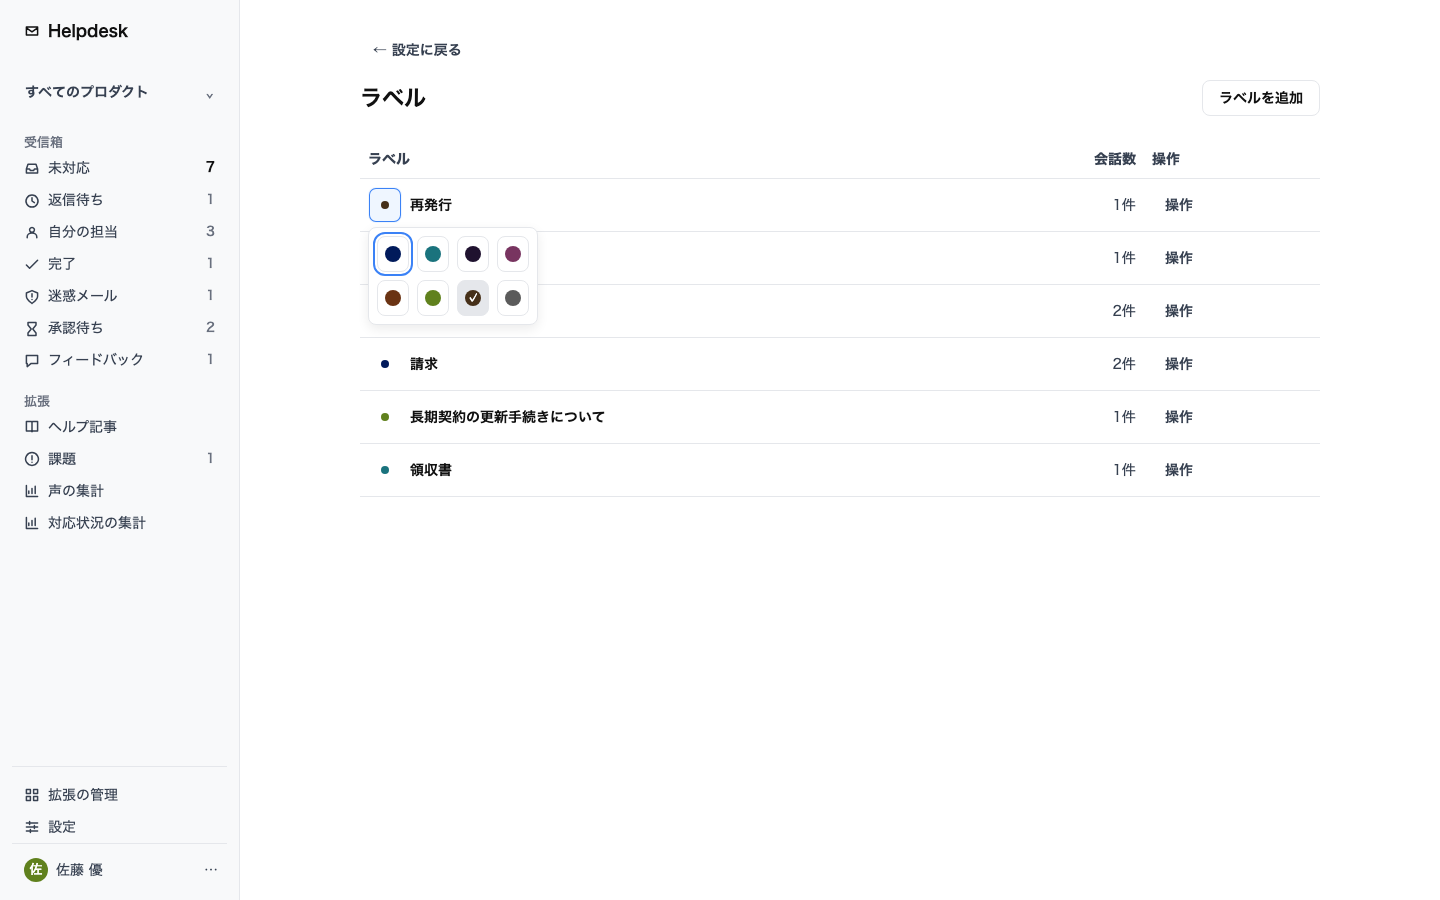 Helpdesk
すべてのプロダクト
受信箱
未対応 7
返信待ち 1
自分の担当 3
完了 1
迷惑メール 1
承認待ち 2
フィードバック 1
拡張
ヘルプ記事
課題 1
声の集計
対応状況の集計
拡張の管理
設定
佐 佐藤 優 …
← 設定に戻る
ラベル
ラベルを追加
ラベル 会話数 操作
再発行 1件 操作
1件 操作
2件 操作
請求 2件 操作
長期契約の更新手続きについて 1件 操作
領収書 1件 操作